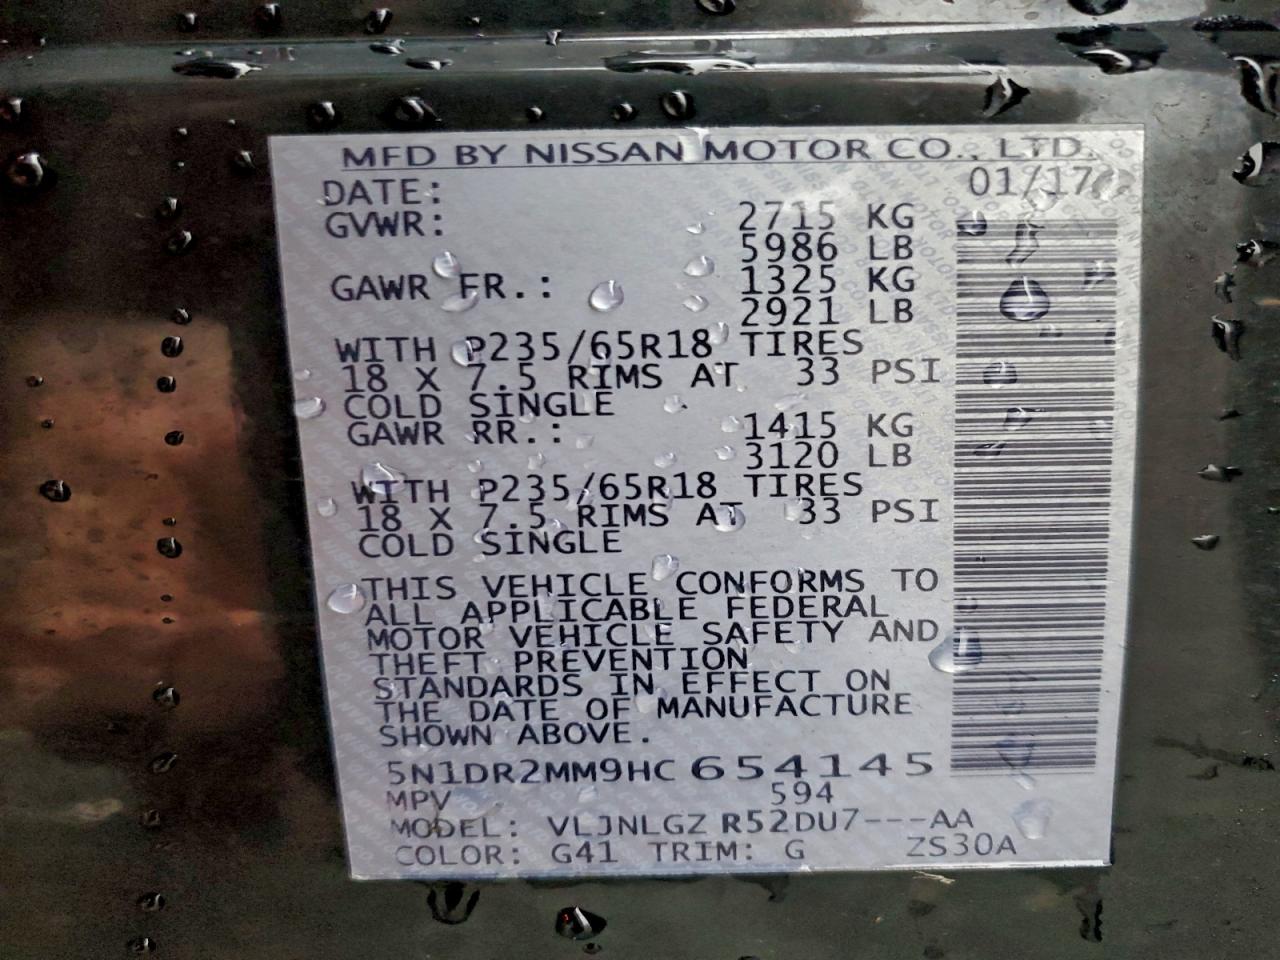 MFD BY NISSAN MOTOR CO., LTD.
DATE: 01/17
GVWR: 2715 KG
5986 LB
GAWR FR.: 1325 KG
2921 LB
WITH P235/65R18 TIRES
18 X 7.5 RIMS AT 33 PSI
COLD SINGLE
GAWR RR.: 1415 KG
3120 LB
WITH P235/65R18 TIRES
18 X 7.5 RIMS AT 33 PSI
COLD SINGLE
THIS VEHICLE CONFORMS TO
ALL APPLICABLE FEDERAL
MOTOR VEHICLE SAFETY AND
THEFT PREVENTION
STANDARDS IN EFFECT ON
THE DATE OF MANUFACTURE
SHOWN ABOVE.
5N1DR2MM9HC654145
MPV 594
MODEL: VLJNLGZ R52DU7---AA
COLOR: G41 TRIM: G ZS30A